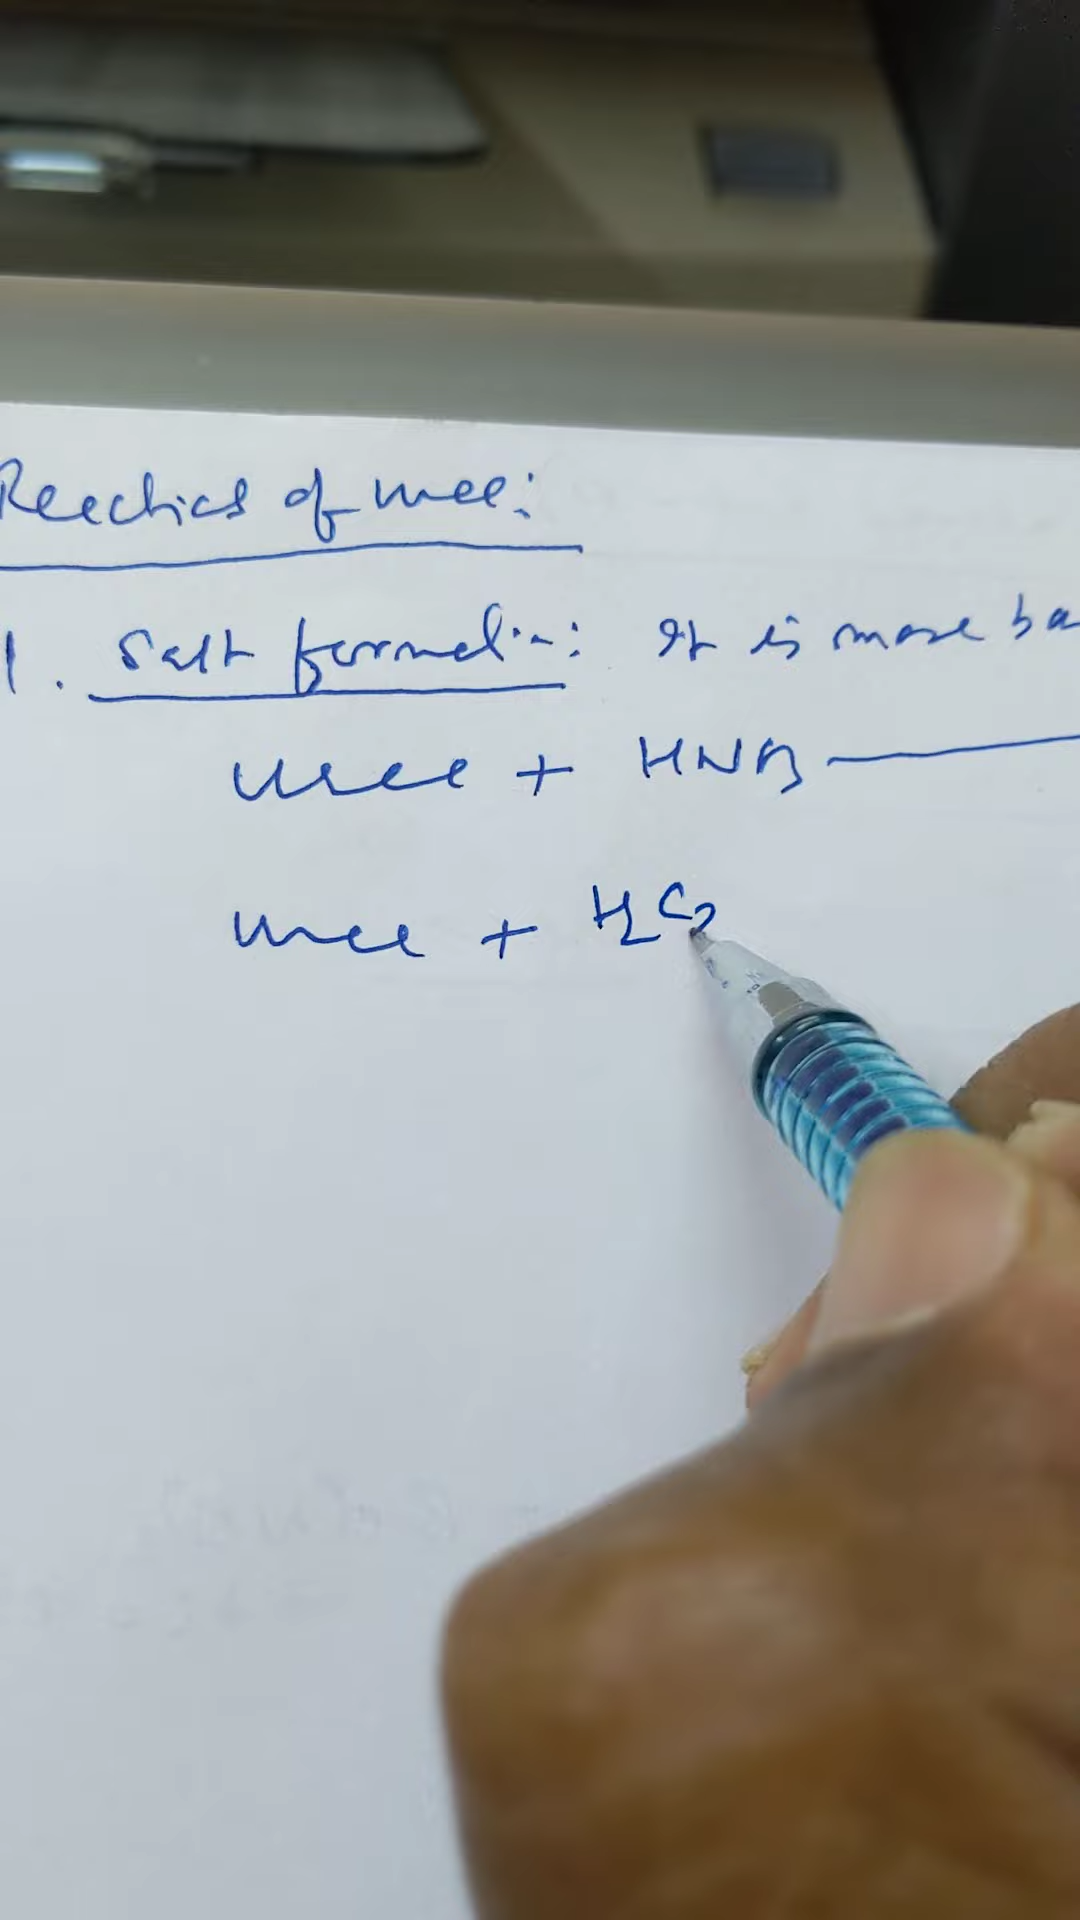 Reactions of urea:
1. Salt formation: It is more ba
urea + HNO3
urea + H2C2